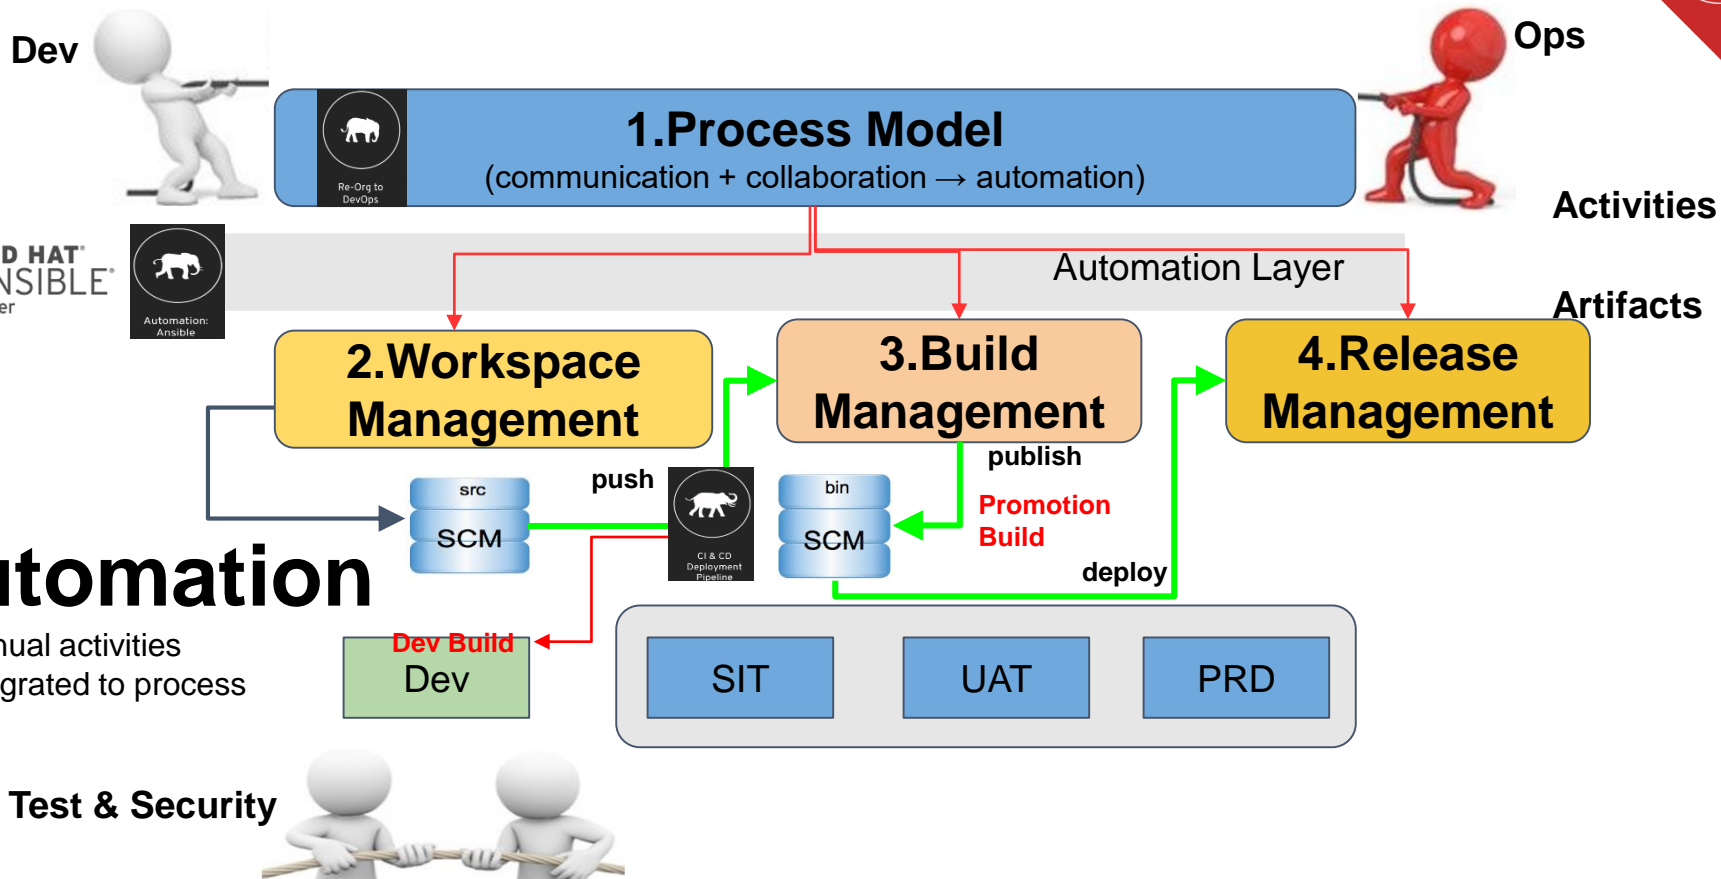 Dev
Ops
1.Process Model
(communication + collaboration → automation)
Re-Org to
DevOps
Activities
D HAT®
NSIBLE®
er
Automation:
Ansible
Automation Layer
Artifacts
2.Workspace
Management
3.Build
Management
4.Release
Management
push
publish
src
SCM
bin
SCM
Promotion
Build
CI & CD
Deployment
Pipeline
deploy
utomation
nual activities
grated to process
Dev Build
Dev
SIT
UAT
PRD
Test & Security